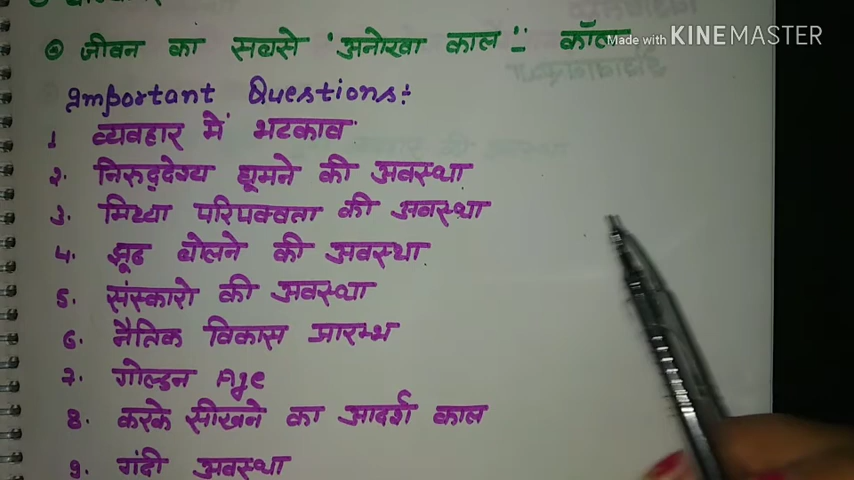 जीवन का सबसे 'अनोखा काल' :- कॉल
Made with KINEMASTER
Important Questions:
1 व्यवहार में भटकाव
2. निरुद्देश्य घूमने की अवस्था
3. मिथ्या परिपक्वता की अवस्था
4. झूठ बोलने की अवस्था
5. संस्कारो की अवस्था
6. नैतिक विकास प्रारम्भ
7. गोल्डन Age
8. करके सीखने का आदर्श काल
9. गंदी अवस्था